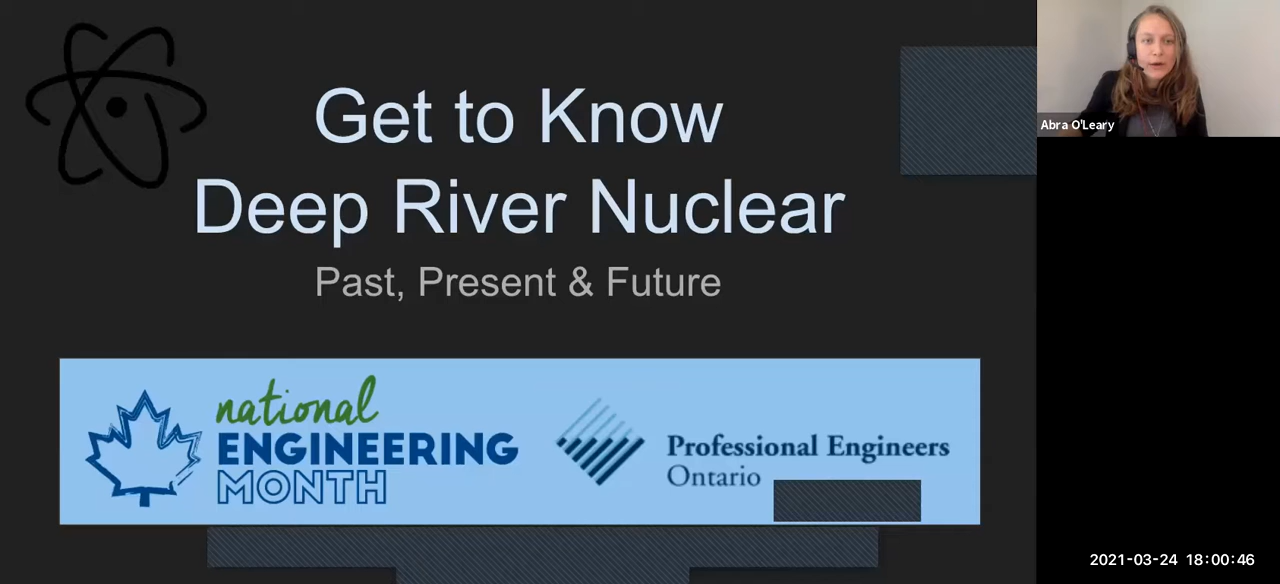 Get to Know
Deep River Nuclear
Past, Present & Future
national
ENGINEERING
MONTH
Professional Engineers
Ontario
Abra O'Leary
2021-03-24 18:00:46